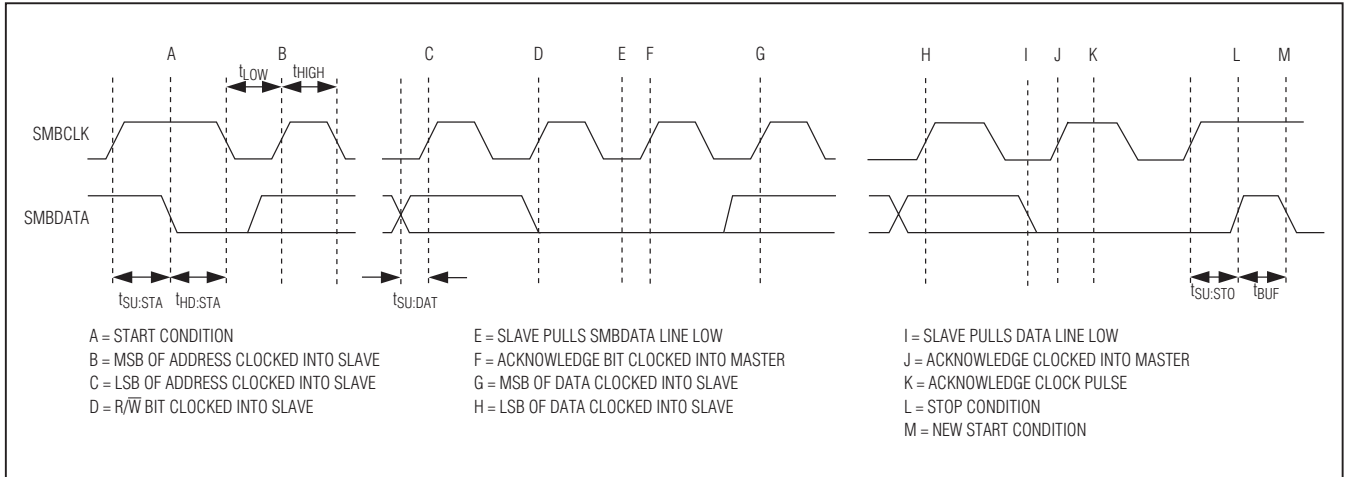 A B C D E F G H I J K L M
tLOW tHIGH
SMBCLK
SMBDATA
tSU:STA tHD:STA tSU:DAT tSU:STO tBUF
A = START CONDITION
B = MSB OF ADDRESS CLOCKED INTO SLAVE
C = LSB OF ADDRESS CLOCKED INTO SLAVE
D = R/W̅ BIT CLOCKED INTO SLAVE
E = SLAVE PULLS SMBDATA LINE LOW
F = ACKNOWLEDGE BIT CLOCKED INTO MASTER
G = MSB OF DATA CLOCKED INTO SLAVE
H = LSB OF DATA CLOCKED INTO SLAVE
I = SLAVE PULLS DATA LINE LOW
J = ACKNOWLEDGE CLOCKED INTO MASTER
K = ACKNOWLEDGE CLOCK PULSE
L = STOP CONDITION
M = NEW START CONDITION